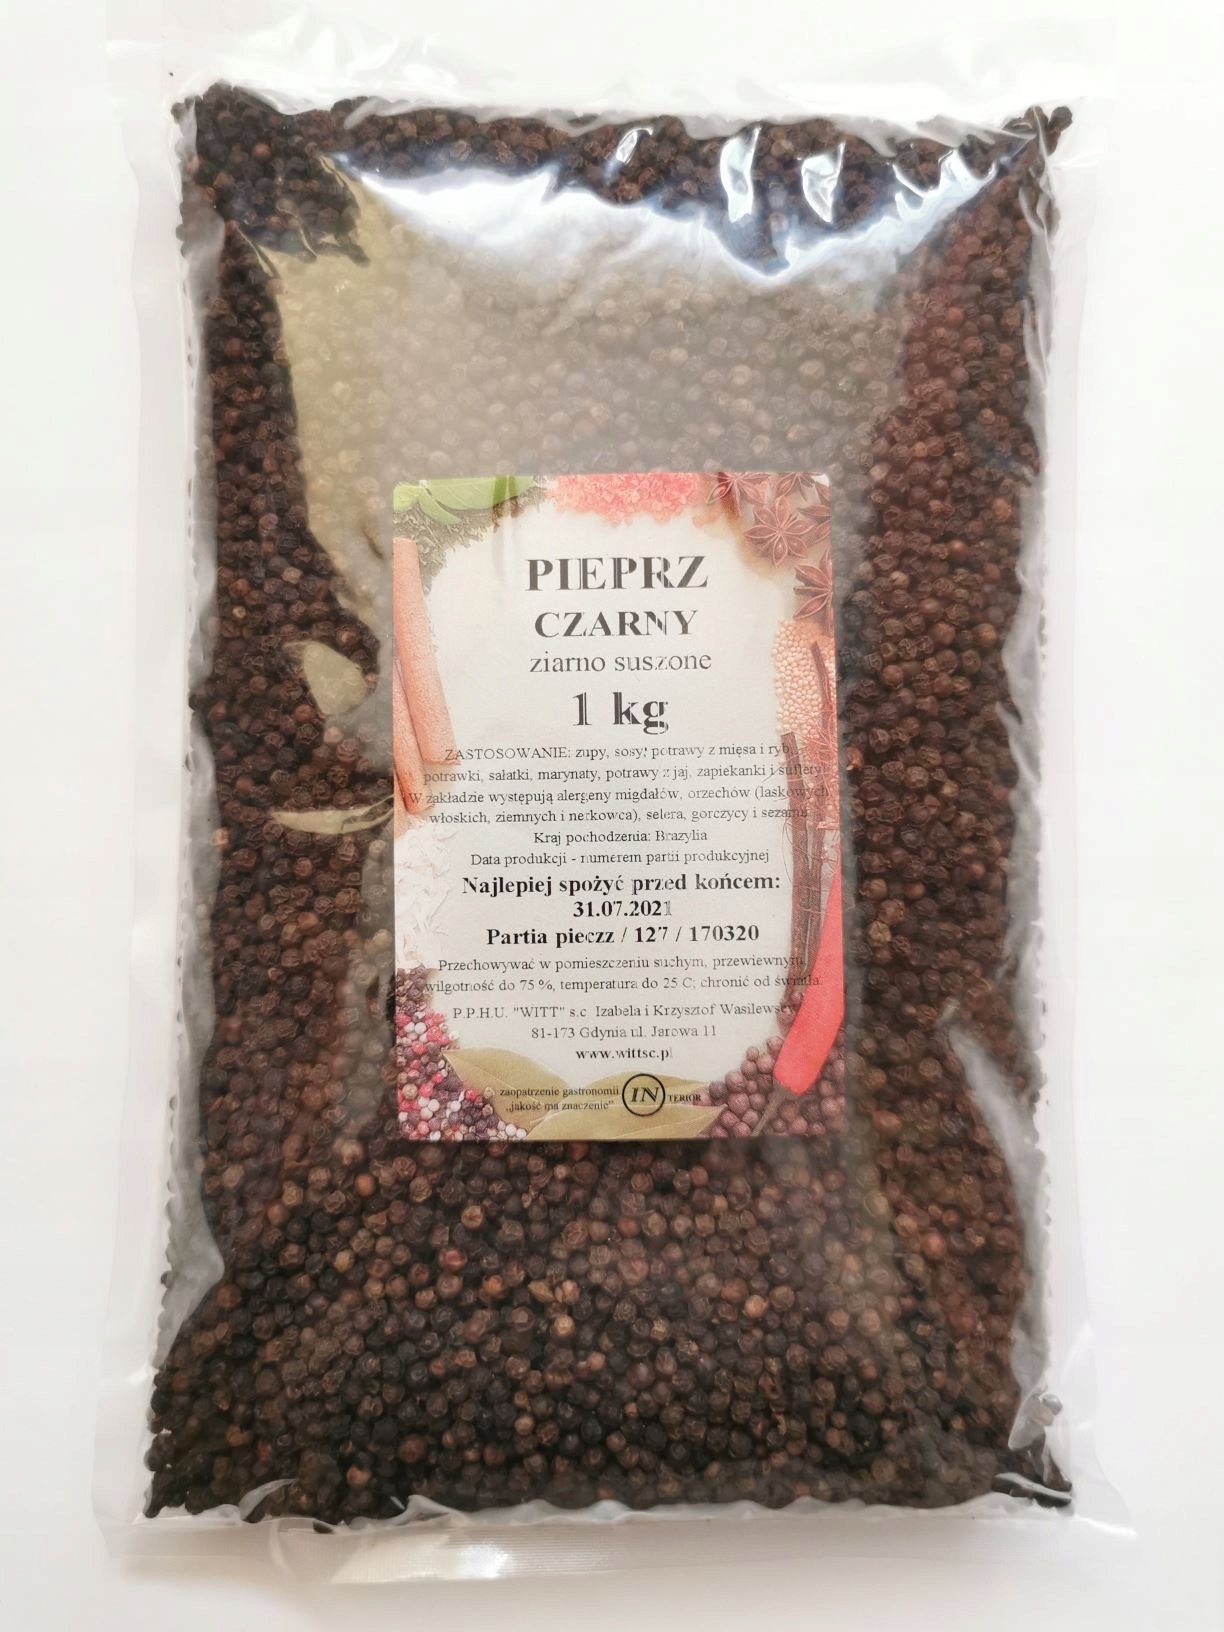 PIEPRZ
CZARNY
ziarno suszone
1 kg
ZASTOSOWANIE: zupy, sosy, potrawy z mięsa i ryb,
potrawki, sałatki, marynaty, potrawy z jaj, zapiekanki i suflety
W zakładzie występują alergeny migdałów, orzechów (laskowych
włoskich, ziemnych i nerkowca), selera, gorczycy i sezamu
Kraj pochodzenia: Brazylia
Data produkcji - numerem partii produkcyjnej
Najlepiej spożyć przed końcem:
31.07.2021
Partia pieczz / 127 / 170320
Przechowywać w pomieszczeniu suchym, przewiewnym,
wilgotność do 75 %, temperatura do 25 C; chronić od światła
P.P.H.U. "WITT" s.c Izabela i Krzysztof Wasilewscy
81-173 Gdynia ul. Jarowa 11
www.wittsc.pl
zaopatrzenie gastronomii
„jakość ma znaczenie”
INTERIOR